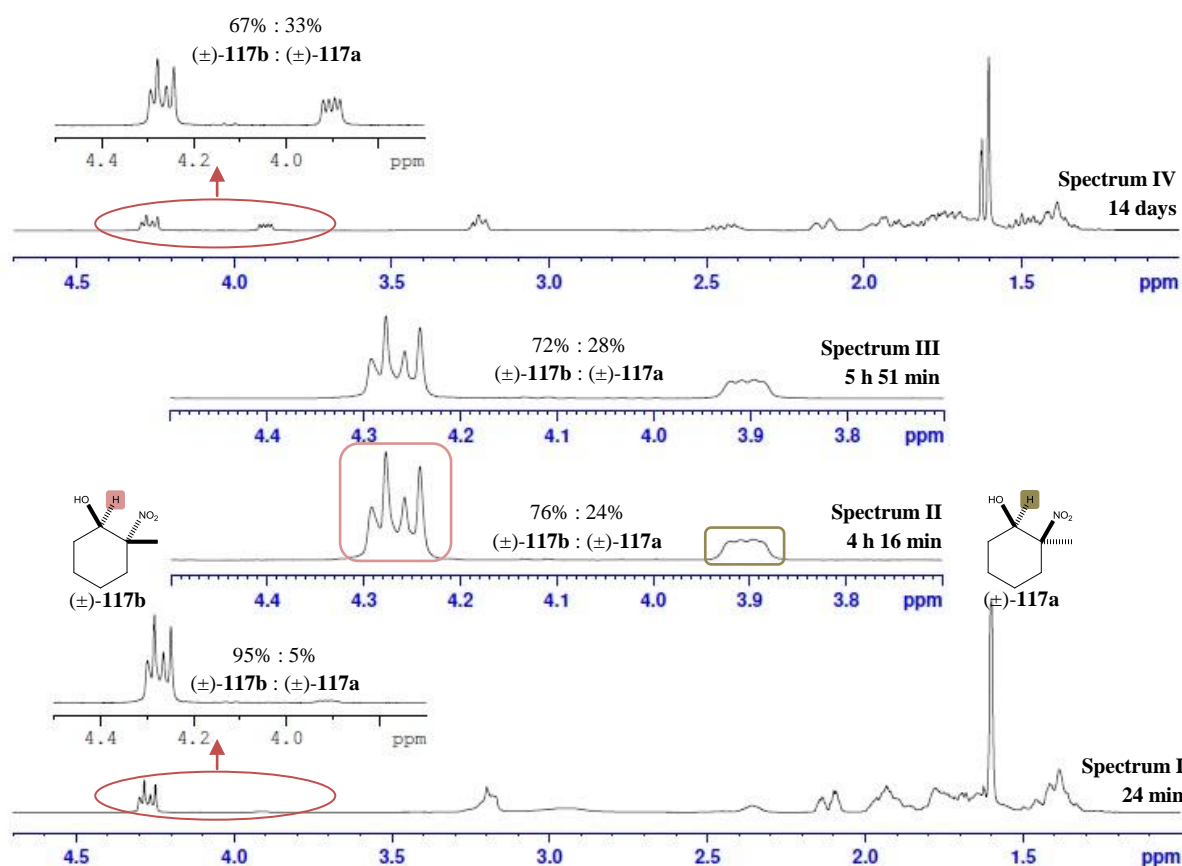 67% : 33%
(±)-117b : (±)-117a
4.4 4.2 4.0 ppm
Spectrum IV
14 days
4.5 4.0 3.5 3.0 2.5 2.0 1.5 ppm
72% : 28%
(±)-117b : (±)-117a
Spectrum III
5 h 51 min
4.4 4.3 4.2 4.1 4.0 3.9 3.8 ppm
HO H
NO2
(±)-117b
76% : 24%
(±)-117b : (±)-117a
Spectrum II
4 h 16 min
HO H
NO2
(±)-117a
4.4 4.3 4.2 4.1 4.0 3.9 3.8 ppm
95% : 5%
(±)-117b : (±)-117a
4.4 4.2 4.0 ppm
Spectrum I
24 min
4.5 4.0 3.5 3.0 2.5 2.0 1.5 ppm